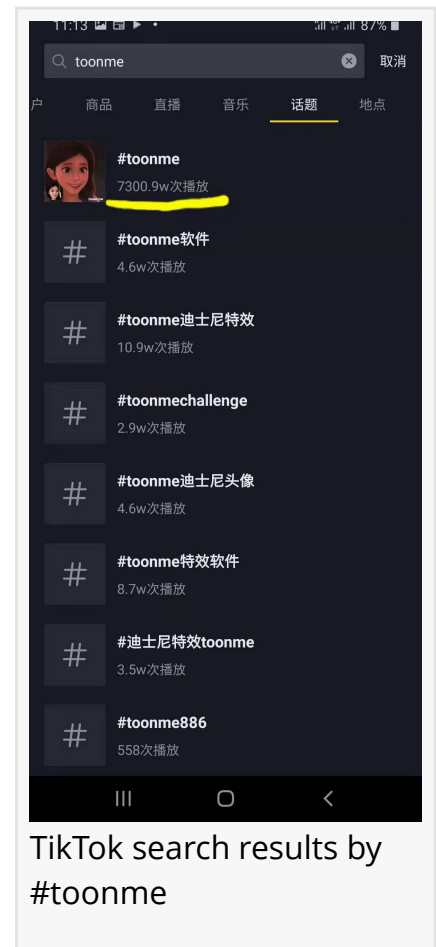 11:13
87%
toonme
取消
户 商品 直播 音乐 话题 地点
#toonme
7300.9w次播放
#toonme软件
4.6w次播放
#toonme迪士尼特效
10.9w次播放
#toonmechallenge
2.9w次播放
#toonme迪士尼头像
4.6w次播放
#toonme特效软件
8.7w次播放
#迪士尼特效toonme
3.5w次播放
#toonme886
558次播放
TikTok search results by
#toonme